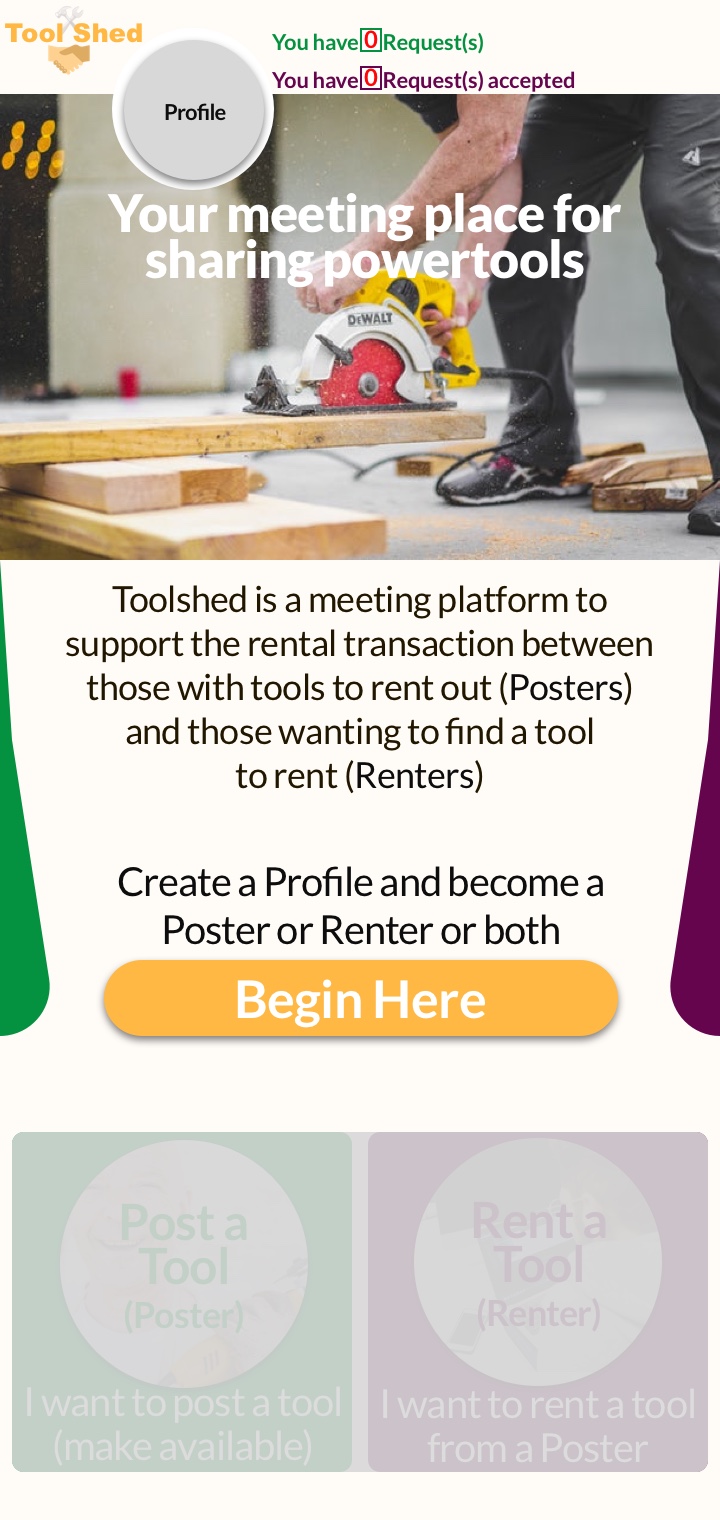 Tool Shed
You have 0 Request(s)
You have 0 Request(s) accepted
Profile
Your meeting place for
sharing powertools
DEWALT
Toolshed is a meeting platform to
support the rental transaction between
those with tools to rent out (Posters)
and those wanting to find a tool
to rent (Renters)
Create a Profile and become a
Poster or Renter or both
Begin Here
Post a
Tool
(Poster)
I want to post a tool
(make available)
Rent a
Tool
(Renter)
I want to rent a tool
from a Poster